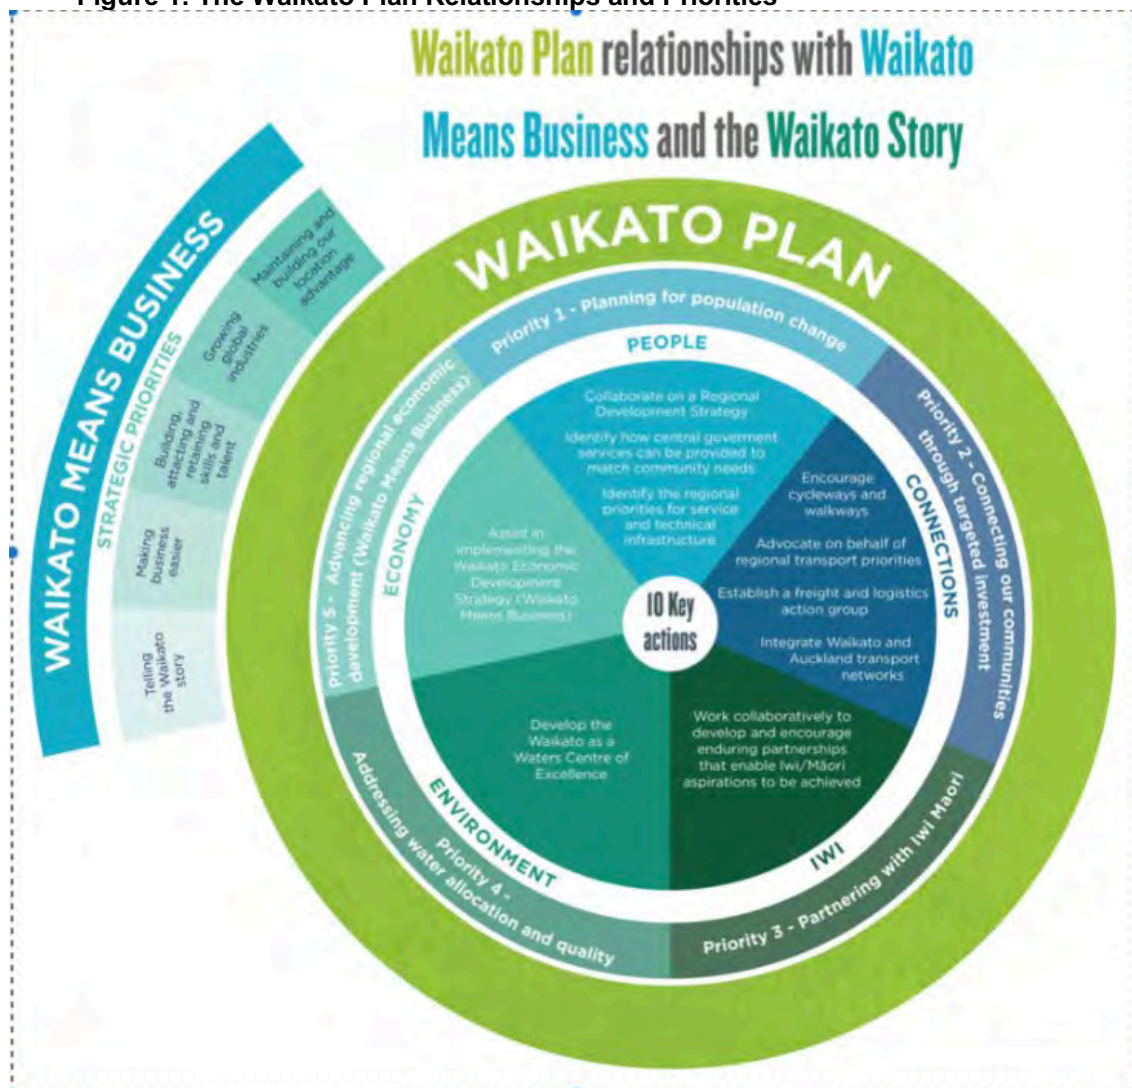 Figure 1: The Waikato Plan Relationships and Priorities
Waikato Plan relationships with Waikato
Means Business and the Waikato Story
WAIKATO MEANS BUSINESS
STRATEGIC PRIORITIES
Maintaining and
building our
location
advantage
Growing
global
industries
Building,
attacting and
retaining
skills and
talent
Making
business
easier
Telling
the Waikato
story
WAIKATO PLAN
Priority 1 - Planning for population change
PEOPLE
Collaborate on a Regional
Development Strategy
Identify how central goverment
services can be provided to
match community needs
Identify the regional
priorities for service
and technical
infrastructure
Priority 2 - Connecting our communities
through targeted investment
CONNECTIONS
Encourage
cycleways and
walkways
Advocate on behalf of
regional transport priorities
Establish a freight and logistics
action group
Integrate Waikato and
Auckland transport
networks
Priority 3 - Partnering with Iwi Maori
IWI
Work collaboratively to
develop and encourage
enduring partnerships
that enable Iwi/Māori
aspirations to be achieved
Priority 4 -
Addressing water allocation and quality
ENVIRONMENT
Develop the
Waikato as a
Waters Centre of
Excellence
Priority 5 - Advancing regional economic
development (Waikato Means Business)
ECONOMY
Assist in
implementing the
Waikato Economic
Development
Strategy (Waikato
Means Business)
10 Key
actions